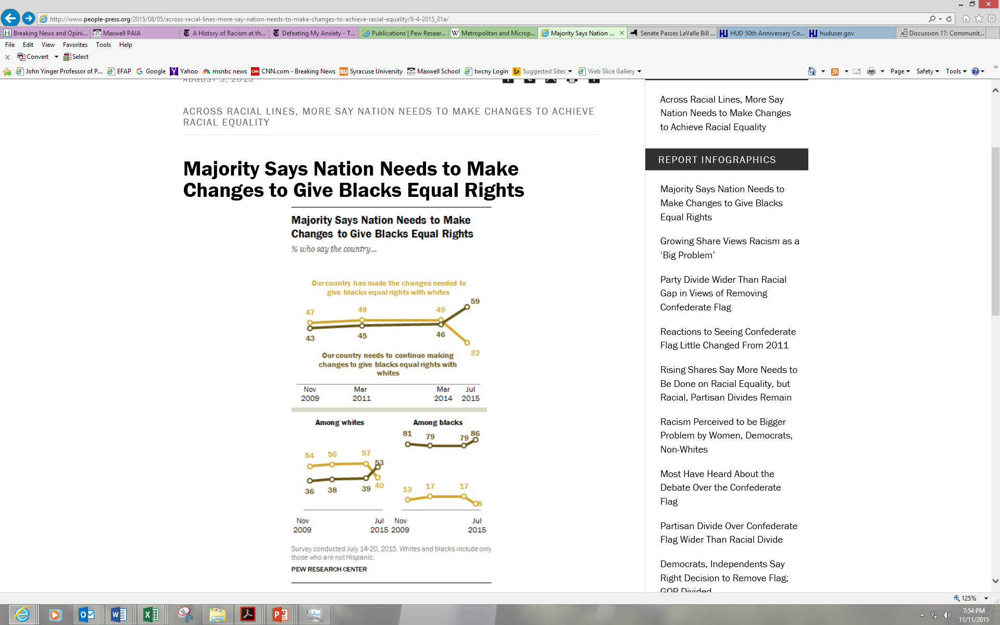 http://www.people-press.org/2015/08/05/across-racial-lines-more-say-nation-needs-to-make-changes-to-achieve-racial-equality/8-4-2015_01a/
Breaking News and Opini... Maxwell PAIA A History of Racism at th... Defeating My Anxiety - T... Publications | Pew Resear... Metropolitan and Microp... Majority Says Nation ... Senate Passes LaValle Bill ... HUD 50th Anniversary Co... huduser.gov Discussion 17: Communit...
File Edit View Favorites Tools Help
x Convert Select
John Yinger Professor of P... EFAP Google Yahoo msnbc news CNN.com - Breaking News Syracuse University Maxwell School twcny Login Suggested Sites Web Slice Gallery Page Safety Tools
AUGUST 5, 2015
ACROSS RACIAL LINES, MORE SAY NATION NEEDS TO MAKE CHANGES TO ACHIEVE
RACIAL EQUALITY
Majority Says Nation Needs to Make
Changes to Give Blacks Equal Rights
Majority Says Nation Needs to Make
Changes to Give Blacks Equal Rights
% who say the country...
Our country has made the changes needed to
give blacks equal rights with whites
59
47 49 49
43 45 46
32
Our country needs to continue making
changes to give blacks equal rights with
whites
Nov Mar Mar Jul
2009 2011 2014 2015
Among whites Among blacks
81 79 79 86
54 56 57 53
36 38 39 40
13 17 17 8
Nov Jul Nov Jul
2009 2015 2009 2015
Survey conducted July 14-20, 2015. Whites and blacks include only
those who are not Hispanic.
PEW RESEARCH CENTER
Across Racial Lines, More Say
Nation Needs to Make Changes
to Achieve Racial Equality
REPORT INFOGRAPHICS
Majority Says Nation Needs to
Make Changes to Give Blacks
Equal Rights
Growing Share Views Racism as a
‘Big Problem’
Party Divide Wider Than Racial
Gap in Views of Removing
Confederate Flag
Reactions to Seeing Confederate
Flag Little Changed From 2011
Rising Shares Say More Needs to
Be Done on Racial Equality, but
Racial, Partisan Divides Remain
Racism Perceived to be Bigger
Problem by Women, Democrats,
Non-Whites
Most Have Heard About the
Debate Over the Confederate
Flag
Partisan Divide Over Confederate
Flag Wider Than Racial Divide
Democrats, Independents Say
Right Decision to Remove Flag;
GOP Divided
125%
7:54 PM
11/11/2015